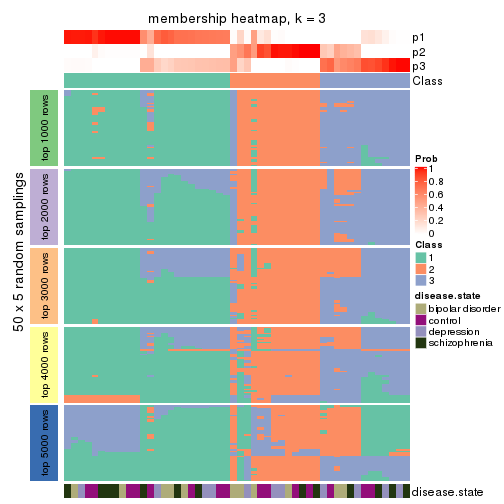 membership heatmap, k = 3
p1
p2
p3
Class
50 x 5 random samplings
top 1000 rows
top 2000 rows
top 3000 rows
top 4000 rows
top 5000 rows
Prob
1
0.8
0.6
0.4
0.2
0
Class
1
2
3
disease.state
bipolar disorder
control
depression
schizophrenia
disease.state